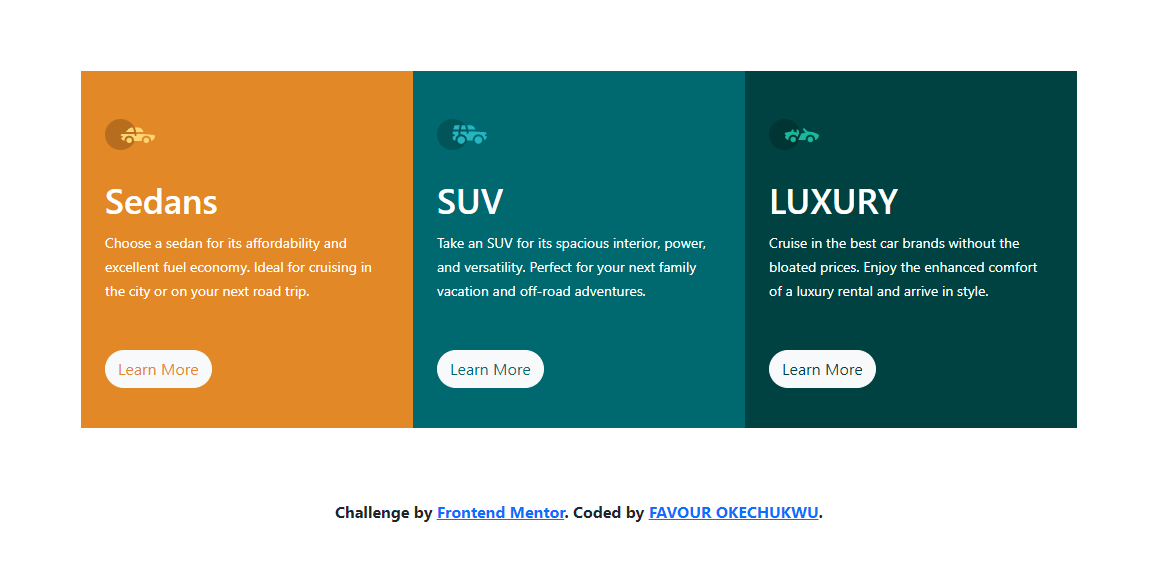 Sedans
Choose a sedan for its affordability and
excellent fuel economy. Ideal for cruising in
the city or on your next road trip.
Learn More
SUV
Take an SUV for its spacious interior, power,
and versatility. Perfect for your next family
vacation and off-road adventures.
Learn More
LUXURY
Cruise in the best car brands without the
bloated prices. Enjoy the enhanced comfort
of a luxury rental and arrive in style.
Learn More
Challenge by Frontend Mentor. Coded by FAVOUR OKECHUKWU.